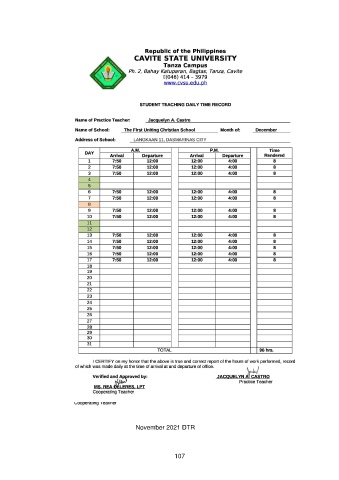 Republic of the Philippines
CAVITE STATE UNIVERSITY
Tanza Campus
Ph. 2, Bahay Katuparan, Bagtas, Tanza, Cavite
(046) 414 – 3979
www.cvsu.edu.ph
STUDENT TEACHING DAILY TIME RECORD
Name of Practice Teacher: Jacquelyn A. Castro
Name of School: The First Uniting Christian School Month of: December
Address of School: LANGKAAN 11, DASMARIÑAS CITY
DAY A.M. P.M. Time Rendered
Arrival Departure Arrival Departure
1 7:50 12:00 12:00 4:00 8
2 7:50 12:00 12:00 4:00 8
3 7:50 12:00 12:00 4:00 8
4
5
6 7:50 12:00 12:00 4:00 8
7 7:50 12:00 12:00 4:00 8
8
9 7:50 12:00 12:00 4:00 8
10 7:50 12:00 12:00 4:00 8
11
12
13 7:50 12:00 12:00 4:00 8
14 7:50 12:00 12:00 4:00 8
15 7:50 12:00 12:00 4:00 8
16 7:50 12:00 12:00 4:00 8
17 7:50 12:00 12:00 4:00 8
18
19
20
21
22
23
24
25
26
27
28
29
30
31
TOTAL 96 hrs.
I CERTIFY on my honor that the above is true and correct report of the hours of work performed, record
of which was made daily at the time of arrival at and departure of office.
Verified and Approved by: JACQUELYN A. CASTRO
Practice Teacher
MS. REA DELIERES, LPT
Cooperating Teacher
Cooperating Teacher
November 2021 DTR
107